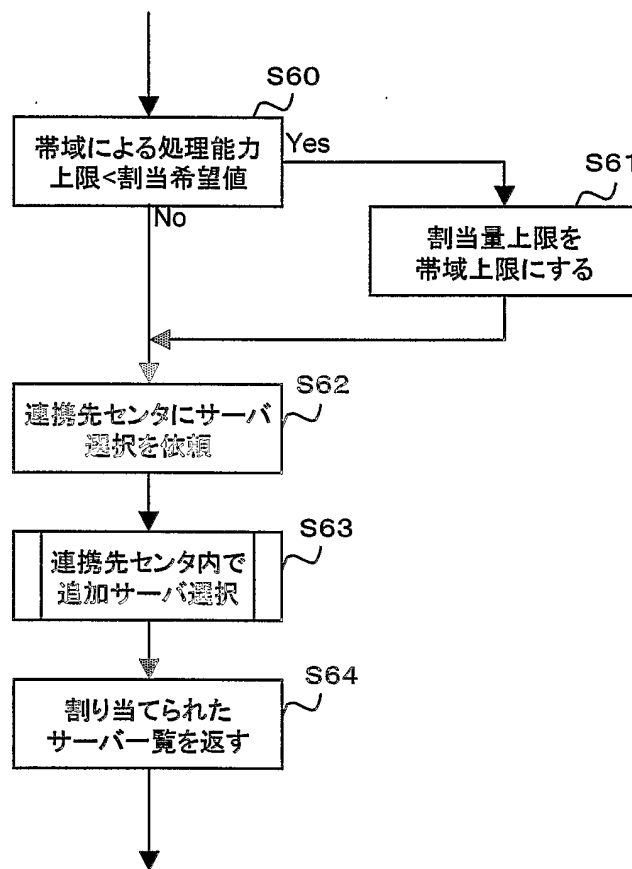 S60
帯域による処理能力
上限<割当希望値
Yes
No
S61
割当量上限を
帯域上限にする
S62
連携先センタにサーバ
選択を依頼
S63
連携先センタ内で
追加サーバ選択
S64
割り当てられた
サーバ一覧を返す